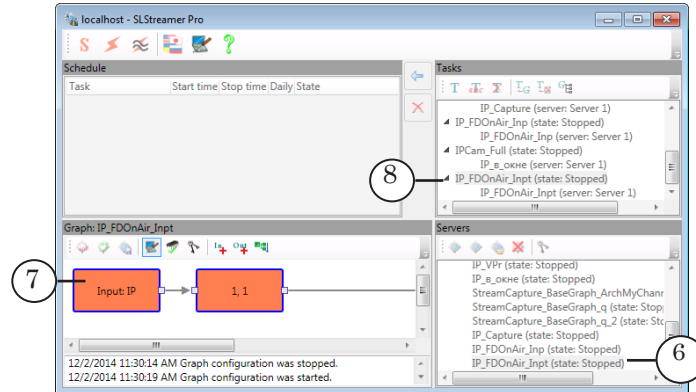 localhost - SLStreamer Pro
Schedule
Task Start time Stop time Daily State
Tasks
IP_Capture (server: Server 1)
IP_FDOnAir_Inp (state: Stopped)
IP_FDOnAir_Inp (server: Server 1)
IPCam_Full (state: Stopped)
IP_в_окне (server: Server 1)
IP_FDOnAir_Inpt (state: Stopped)
IP_FDOnAir_Inpt (server: Server 1)
8
Graph: IP_FDOnAir_Inpt
Input: IP
1, 1
7
12/2/2014 11:30:14 AM Graph configuration was stopped.
12/2/2014 11:30:19 AM Graph configuration was started.
Servers
IP_VPr (state: Stopped)
IP_в_окне (state: Stopped)
StreamCapture_BaseGraph_ArchMyChanr
StreamCapture_BaseGraph_q (state: Stop
StreamCapture_BaseGraph_q_2 (state: Stc
IP_Capture (state: Stopped)
IP_FDOnAir_Inp (state: Stopped)
IP_FDOnAir_Inpt (state: Stopped)
6